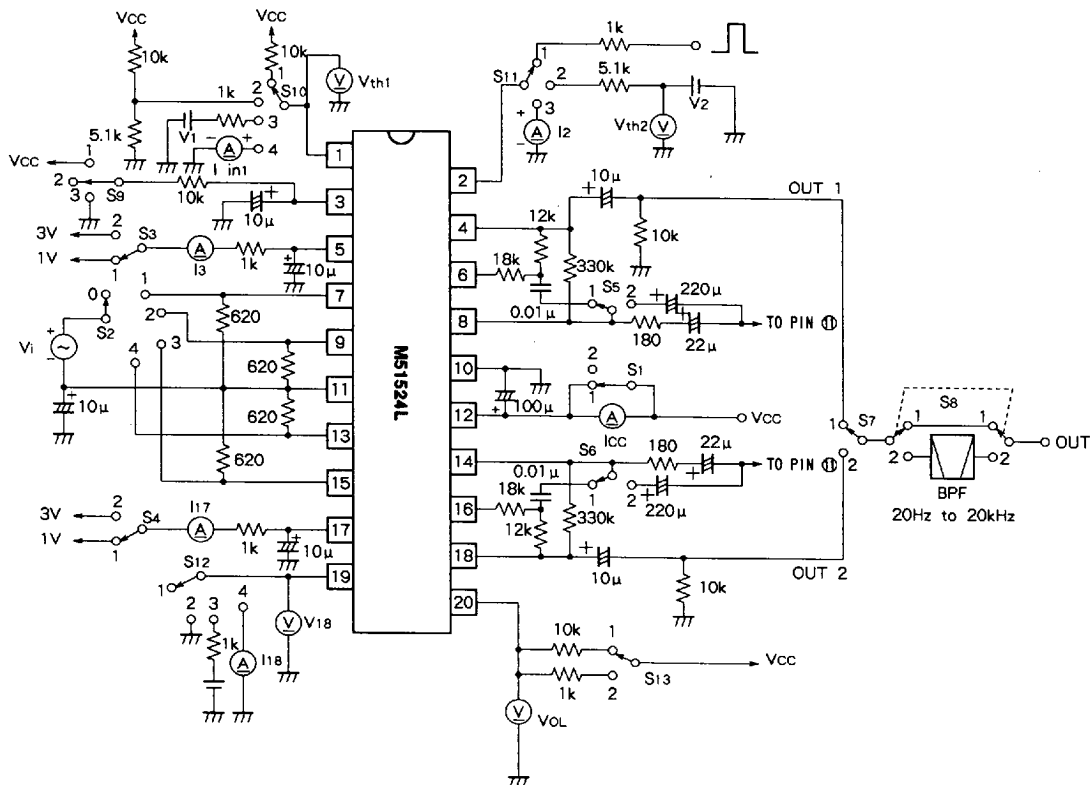 Vcc
10k
5.1k
1k
V1
Vcc
10k
1
2
3
4
S10
V
Vth1
- A +
I in1
1k
1
2
3
S11
5.1k
V
Vth2
V2
+
A
-
I2
Vcc
1
2
3
S9
10k
10μ
+
3V
1V
2
1
S3
A
I3
1k
+
10μ
0
S2
1
2
3
4
620
620
620
620
Vi
+
-
+
10μ
3V
1V
2
1
S4
A
I17
1k
+
10μ
S12
1
2
3
4
1k
A
I18
V
V18
M51524L
1
3
5
7
9
11
13
15
17
19
2
4
6
8
10
12
14
16
18
20
10μ
+
OUT 1
12k
10k
18k
330k
0.01μ
S5
1
2
220μ
+
180
+
22μ
TO PIN ⑪
100μ
+
2
1
S1
A
Icc
Vcc
S6
180
22μ
+
TO PIN ⑪
0.01μ
1
2
+
220μ
18k
12k
330k
+
10μ
10k
OUT 2
1
2
S7
S8
1
1
2
2
OUT
BPF
20Hz to 20kHz
10k
1
S13
Vcc
1k
2
V
VOL